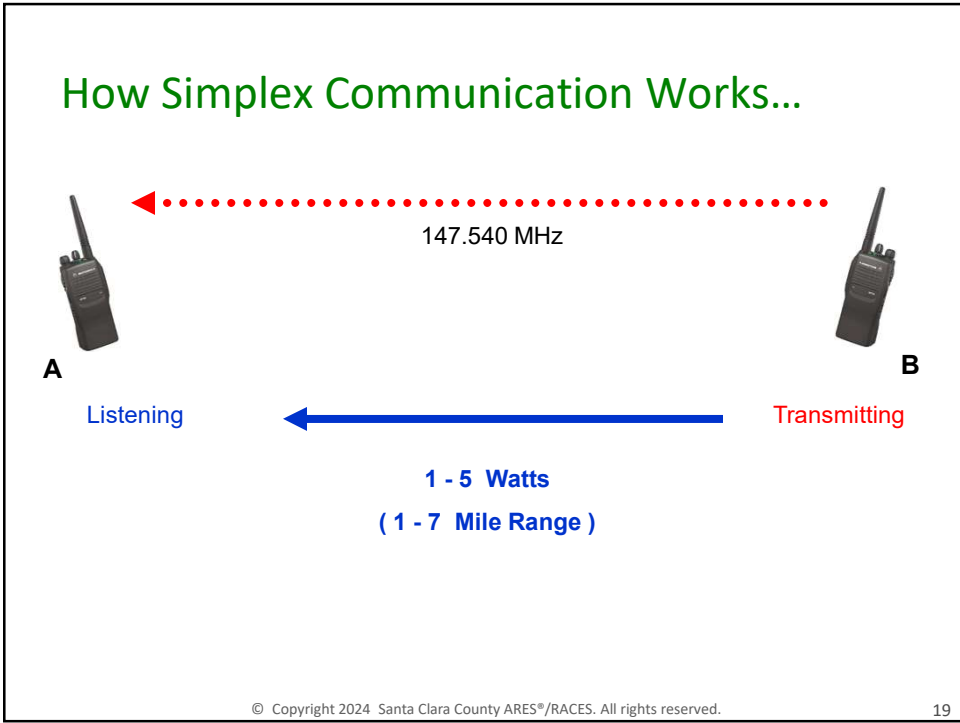 How Simplex Communication Works...
147.540 MHz
A
B
Listening
Transmitting
1 - 5 Watts
( 1 - 7 Mile Range )
© Copyright 2024 Santa Clara County ARES®/RACES. All rights reserved.
19